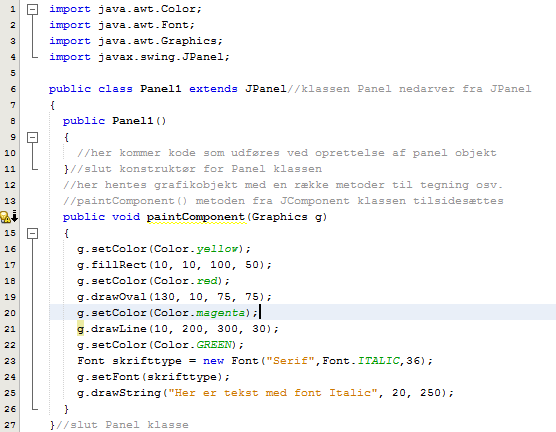 1 import java.awt.Color;
2 import java.awt.Font;
3 import java.awt.Graphics;
4 import javax.swing.JPanel;
5
6 public class Panel1 extends JPanel//klassen Panel nedarver fra JPanel
7 {
8 public Panel1()
9 {
10 //her kommer kode som udføres ved oprettelse af panel objekt
11 }//slut konstruktør for Panel klassen
12 //her hentes grafikobjekt med en række metoder til tegning osv.
13 //paintComponent() metoden fra JComponent klassen tilsidesættes
public void paintComponent(Graphics g)
15 {
16 g.setColor(Color.yellow);
17 g.fillRect(10, 10, 100, 50);
18 g.setColor(Color.red);
19 g.drawOval(130, 10, 75, 75);
20 g.setColor(Color.magenta);
21 g.drawLine(10, 200, 300, 30);
22 g.setColor(Color.GREEN);
23 Font skrifttype = new Font("Serif",Font.ITALIC,36);
24 g.setFont(skrifttype);
25 g.drawString("Her er tekst med font Italic", 20, 250);
26 }
27 }//slut Panel klasse